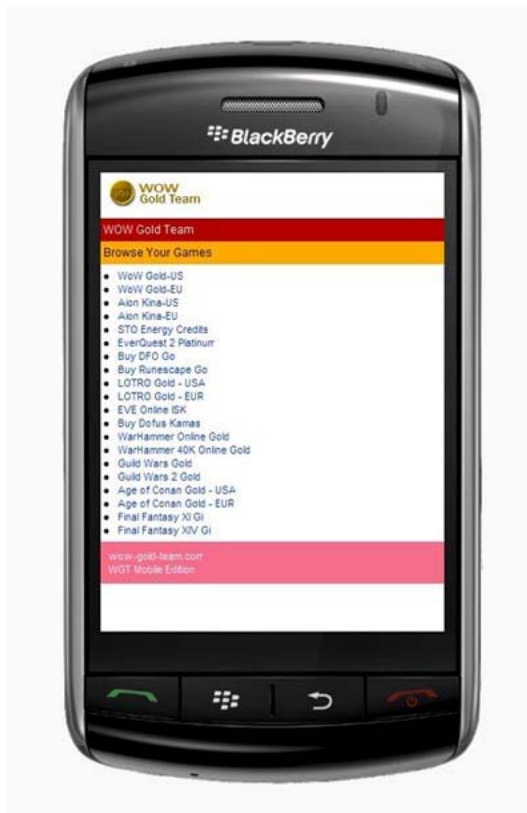 BlackBerry
WOW
Gold Team
WOW Gold Team
Browse Your Games
WoW Gold-US
WoW Gold-EU
Aion Kina-US
Aion Kina-EU
STO Energy Credits
EverQuest 2 Platinum
Buy DFO Go
Buy Runescape Go
LOTRO Gold - USA
LOTRO Gold - EUR
EVE Online ISK
Buy Dofus Kamas
WarHammer Online Gold
WarHammer 40K Online Gold
Guild Wars Gold
Guild Wars 2 Gold
Age of Conan Gold - USA
Age of Conan Gold - EUR
Final Fantasy XI Gi
Final Fantasy XIV Gi
wow-gold-team.com
WGT Mobile Edition